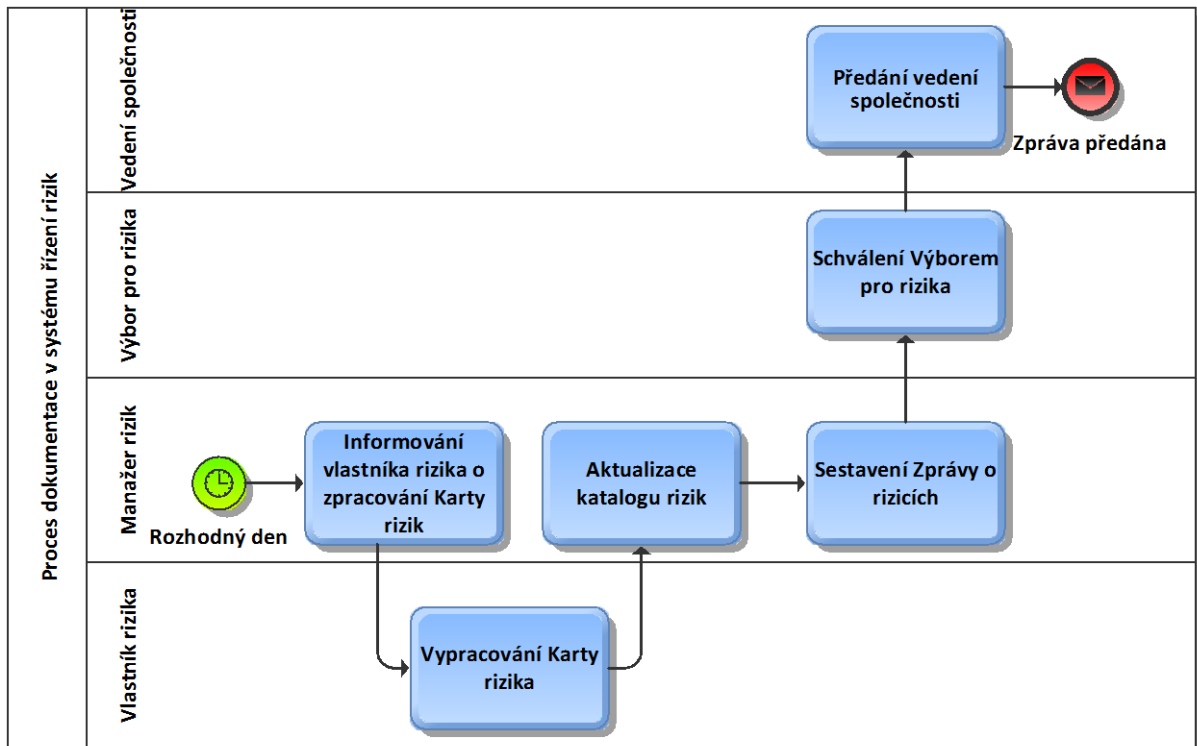 Proces dokumentace v systému řízení rizik
Vedení společnosti
Předání vedení
společnosti
Zpráva předána
Výbor pro rizika
Schválení Výborem
pro rizika
Manažer rizik
Rozhodný den
Informování
vlastníka rizika o
zpracování Karty
rizik
Aktualizace
katalogu rizik
Sestavení Zprávy o
rizicích
Vlastník rizika
Vypracování Karty
rizika